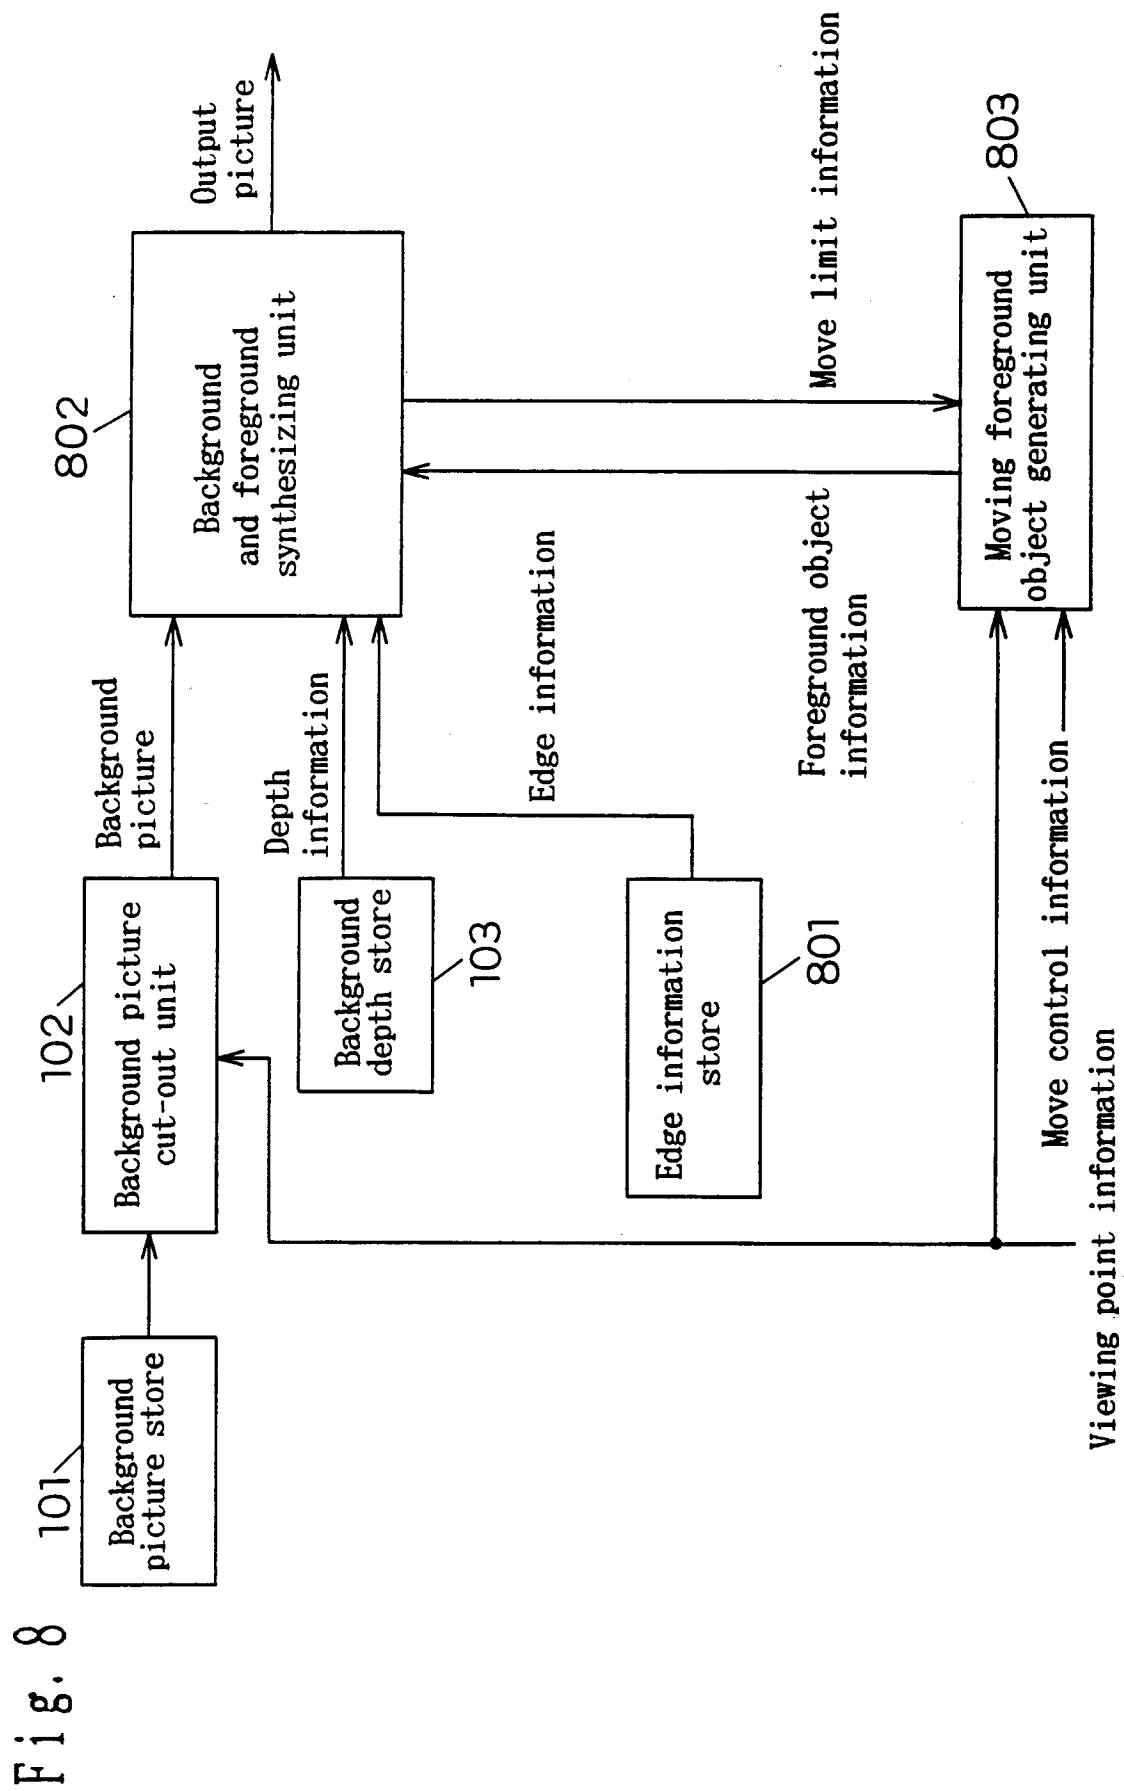 Fig. 8
101
Background
picture store
102
Background picture
cut-out unit
Background
picture
802
Background
and foreground
synthesizing unit
Output
picture
Background
depth store
103
Depth
information
Edge information
store
801
Edge information
Foreground object
information
Move limit information
803
Moving foreground
object generating unit
Move control information
Viewing point information